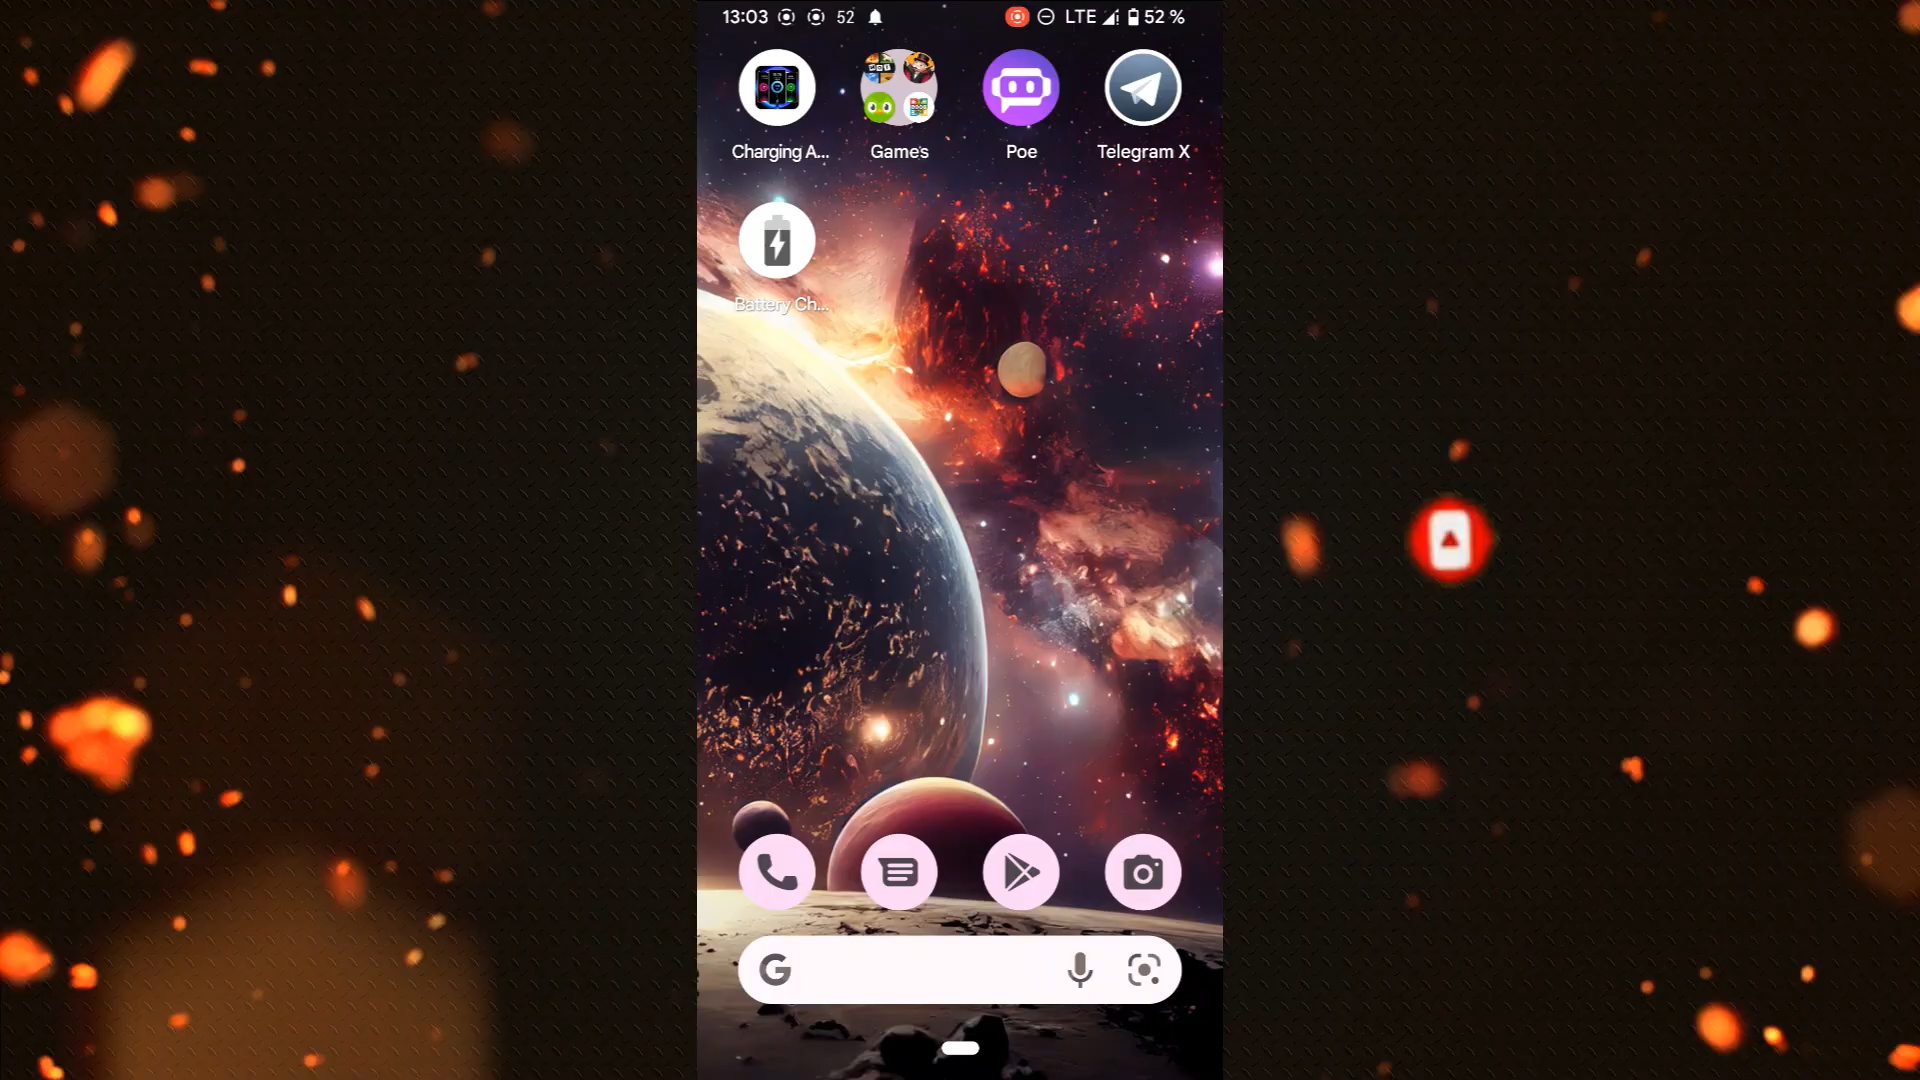 13:03 52 LTE 52 %
Charging A... Games Poe Telegram X
Battery Ch...
G